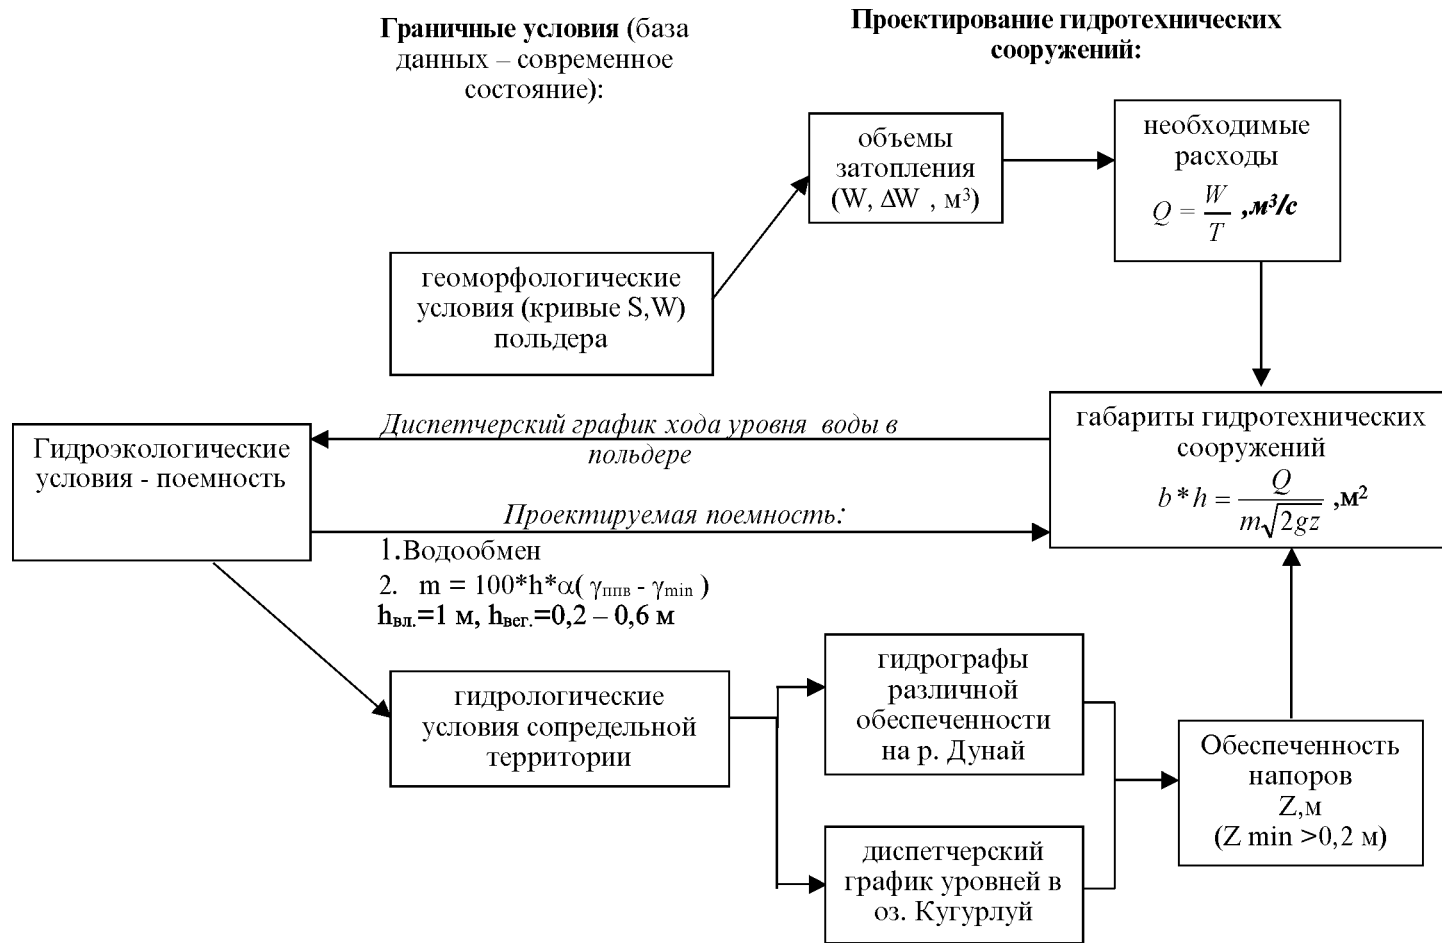 Граничные условия (база
данных – современное
состояние):
Проектирование гидротехнических
сооружений:
объемы
затопления
(W, ΔW , м³)
необходимые
расходы
Q = W/T ,м³/с
геоморфологические
условия (кривые S,W)
польдера
Гидроэкологические
условия - поемность
Диспетчерский график хода уровня воды в
польдере
Проектируемая поемность:
1.Водообмен
2. m = 100*h*α( γппв - γmin )
hвл.=1 м, hвег.=0,2 – 0,6 м
габариты гидротехнических
сооружений
b * h = Q/(m√2gz) ,м²
гидрологические
условия сопредельной
территории
гидрографы
различной
обеспеченности
на р. Дунай
диспетчерский
график уровней в
оз. Кугурлуй
Обеспеченность
напоров
Z,м
(Z min >0,2 м)